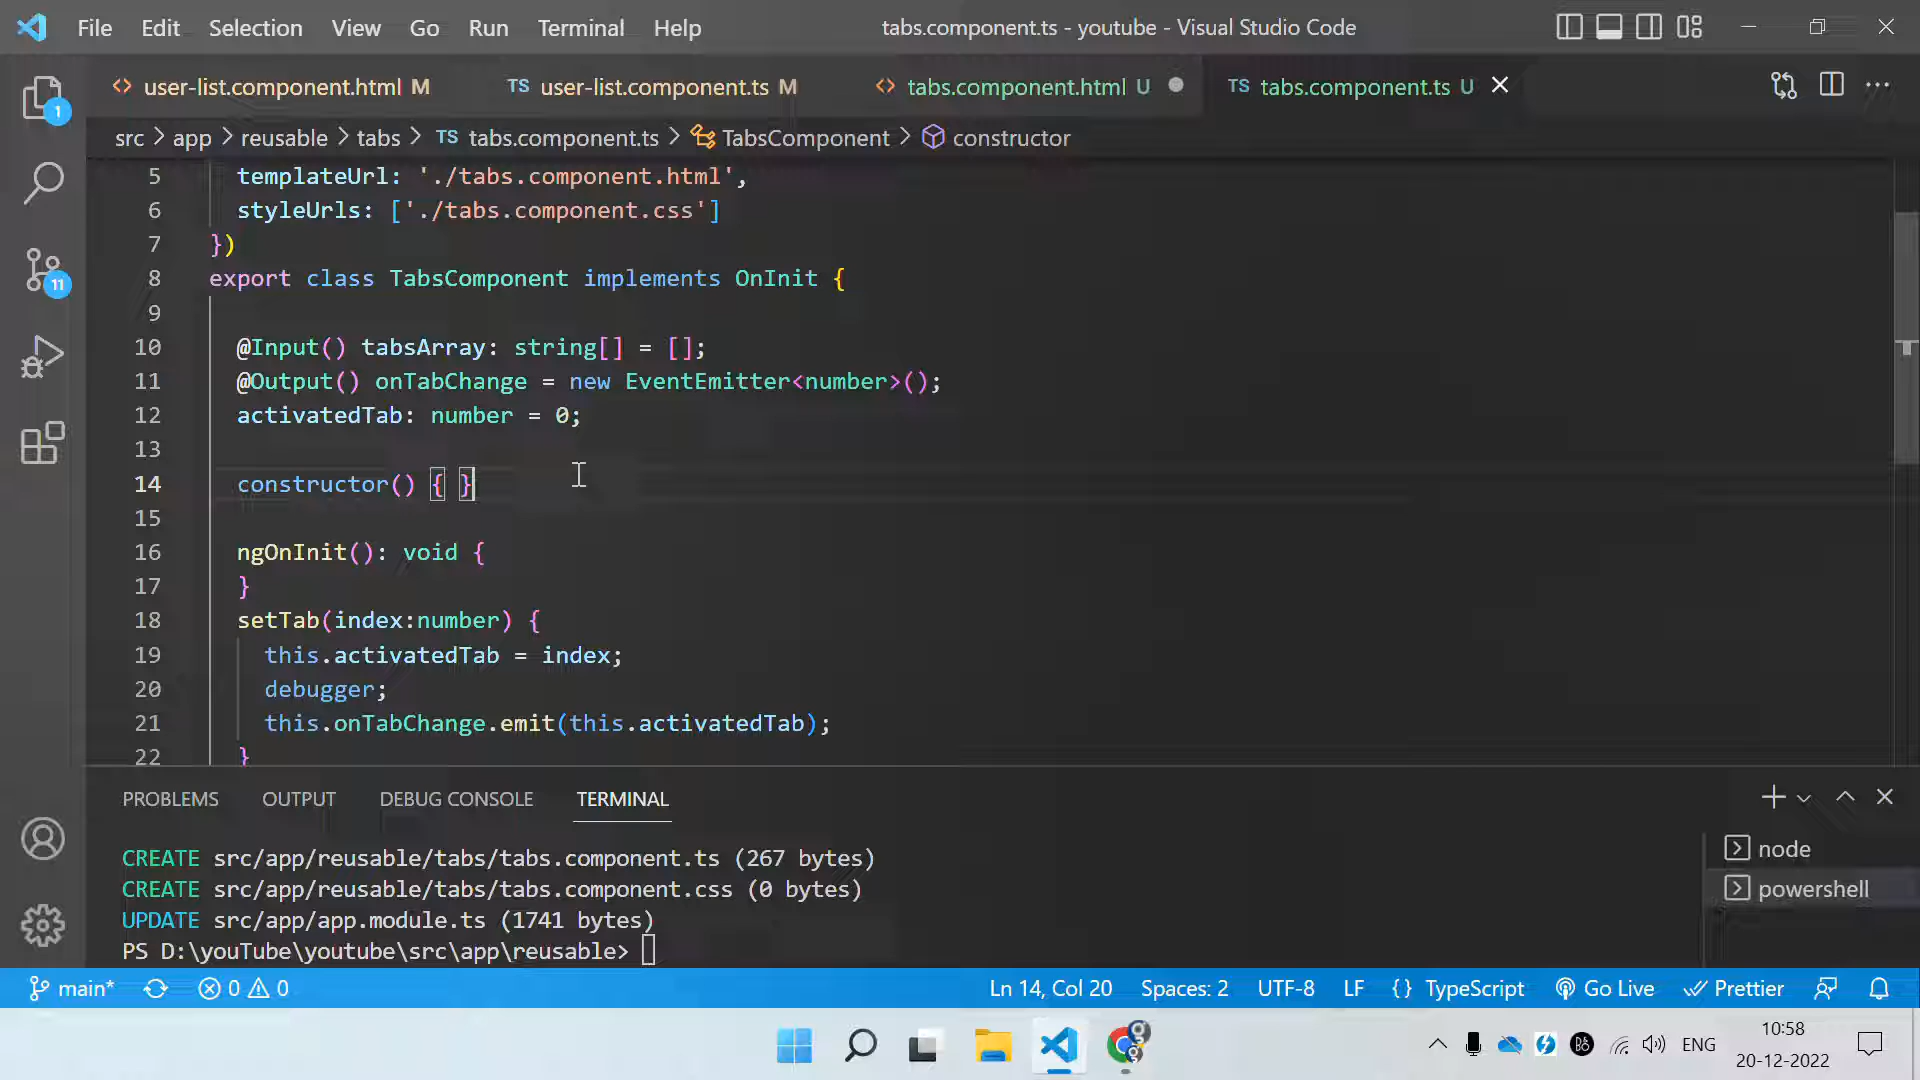 File Edit Selection View Go Run Terminal Help tabs.component.ts - youtube - Visual Studio Code
user-list.component.html M TS user-list.component.ts M tabs.component.html U TS tabs.component.ts U
src > app > reusable > tabs > TS tabs.component.ts > TabsComponent > constructor
1
11
5 templateUrl: './tabs.component.html',
6 styleUrls: ['./tabs.component.css']
7 })
8 export class TabsComponent implements OnInit {
9
10 @Input() tabsArray: string[] = [];
11 @Output() onTabChange = new EventEmitter<number>();
12 activatedTab: number = 0;
13
14 constructor() { }
15
16 ngOnInit(): void {
17 }
18 setTab(index:number) {
19 this.activatedTab = index;
20 debugger;
21 this.onTabChange.emit(this.activatedTab);
22 }
PROBLEMS OUTPUT DEBUG CONSOLE TERMINAL
CREATE src/app/reusable/tabs/tabs.component.ts (267 bytes)
CREATE src/app/reusable/tabs/tabs.component.css (0 bytes)
UPDATE src/app/app.module.ts (1741 bytes)
PS D:\youTube\youtube\src\app\reusable>
node
powershell
main* 0 0 Ln 14, Col 20 Spaces: 2 UTF-8 LF {} TypeScript Go Live Prettier
ENG 10:58
20-12-2022